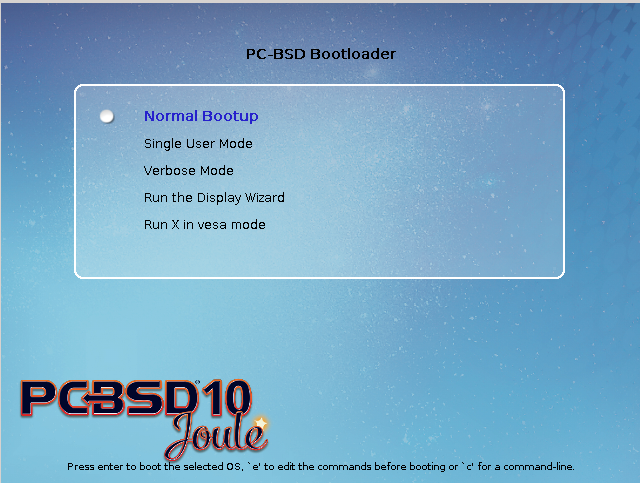 PC-BSD Bootloader
Normal Bootup
Single User Mode
Verbose Mode
Run the Display Wizard
Run X in vesa mode
PCBSD®10
Joule
Press enter to boot the selected OS, `e' to edit the commands before booting or `c' for a command-line.